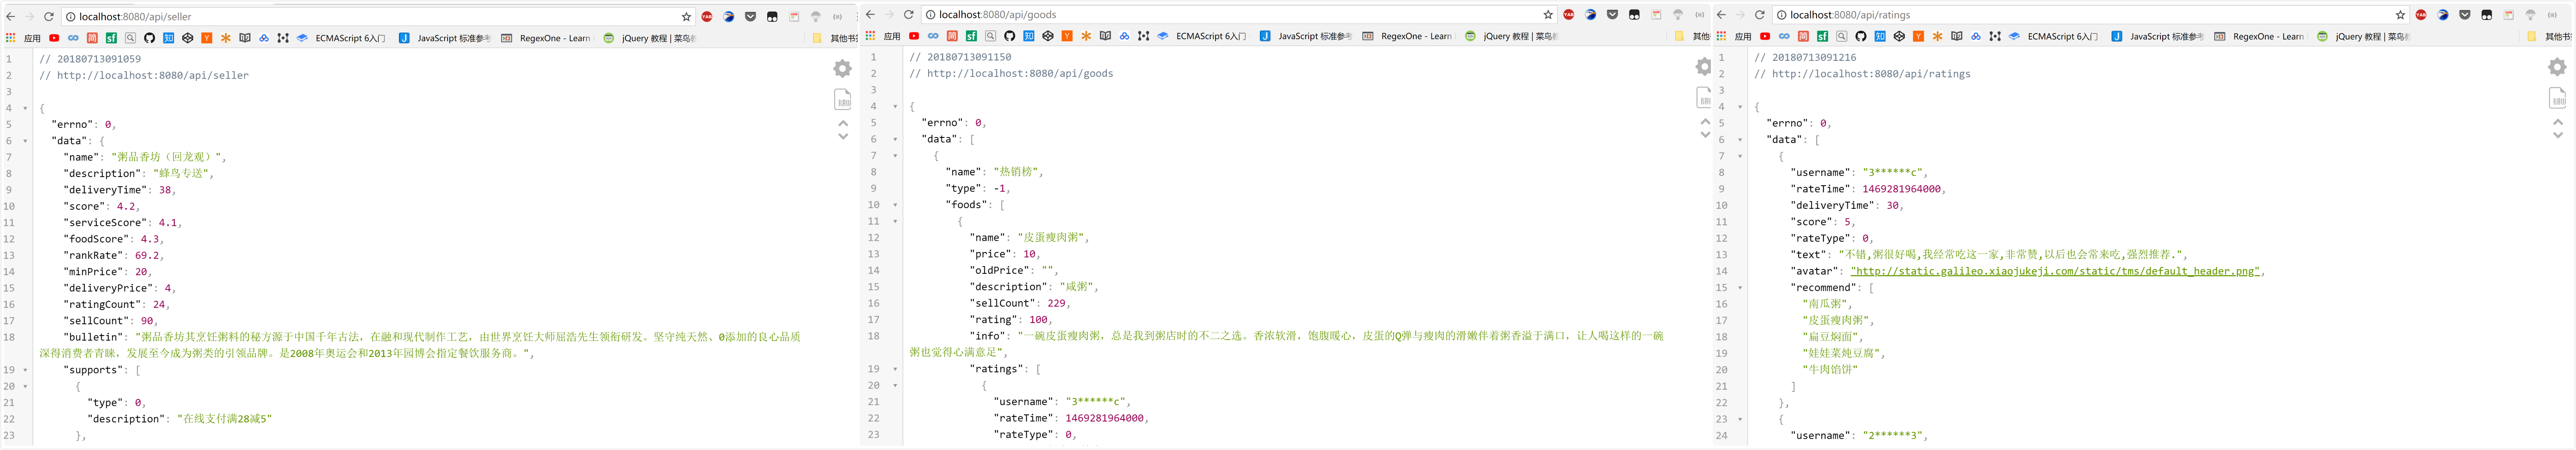 localhost:8080/api/seller
应用
ECMAScript 6入门
JavaScript 标准参考
RegexOne - Learn
jQuery 教程 | 菜鸟
其他书
1 // 20180713091059
2 // http://localhost:8080/api/seller
3
4 {
5 "errno": 0,
6 "data": {
7 "name": "粥品香坊（回龙观）",
8 "description": "蜂鸟专送",
9 "deliveryTime": 38,
10 "score": 4.2,
11 "serviceScore": 4.1,
12 "foodScore": 4.3,
13 "rankRate": 69.2,
14 "minPrice": 20,
15 "deliveryPrice": 4,
16 "ratingCount": 24,
17 "sellCount": 90,
18 "bulletin": "粥品香坊其烹饪粥料的秘方源于中国千年古法，在融和现代制作工艺，由世界烹饪大师屈浩先生领衔研发。坚守纯天然、0添加的良心品质
深得消费者青睐，发展至今成为粥类的引领品牌。是2008年奥运会和2013年园博会指定餐饮服务商。",
19 "supports": [
20 {
21 "type": 0,
22 "description": "在线支付满28减5"
23 },
localhost:8080/api/goods
应用
ECMAScript 6入门
JavaScript 标准参考
RegexOne - Learn
jQuery 教程 | 菜鸟
其他
1 // 20180713091150
2 // http://localhost:8080/api/goods
3
4 {
5 "errno": 0,
6 "data": [
7 {
8 "name": "热销榜",
9 "type": -1,
10 "foods": [
11 {
12 "name": "皮蛋瘦肉粥",
13 "price": 10,
14 "oldPrice": "",
15 "description": "咸粥",
16 "sellCount": 229,
17 "rating": 100,
18 "info": "一碗皮蛋瘦肉粥，总是我到粥店时的不二之选。香浓软滑，饱腹暖心，皮蛋的Q弹与瘦肉的滑嫩伴着粥香溢于满口，让人喝这样的一碗
粥也觉得心满意足",
19 "ratings": [
20 {
21 "username": "3******c",
22 "rateTime": 1469281964000,
23 "rateType": 0,
localhost:8080/api/ratings
应用
ECMAScript 6入门
JavaScript 标准参考
RegexOne - Learn
jQuery 教程 | 菜鸟
其他书
1 // 20180713091216
2 // http://localhost:8080/api/ratings
3
4 {
5 "errno": 0,
6 "data": [
7 {
8 "username": "3******c",
9 "rateTime": 1469281964000,
10 "deliveryTime": 30,
11 "score": 5,
12 "rateType": 0,
13 "text": "不错,粥很好喝,我经常吃这一家,非常赞,以后也会常来吃,强烈推荐.",
14 "avatar": "http://static.galileo.xiaojukeji.com/static/tms/default_header.png",
15 "recommend": [
16 "南瓜粥",
17 "皮蛋瘦肉粥",
18 "扁豆焖面",
19 "娃娃菜炖豆腐",
20 "牛肉馅饼"
21 ]
22 },
23 {
24 "username": "2******3",